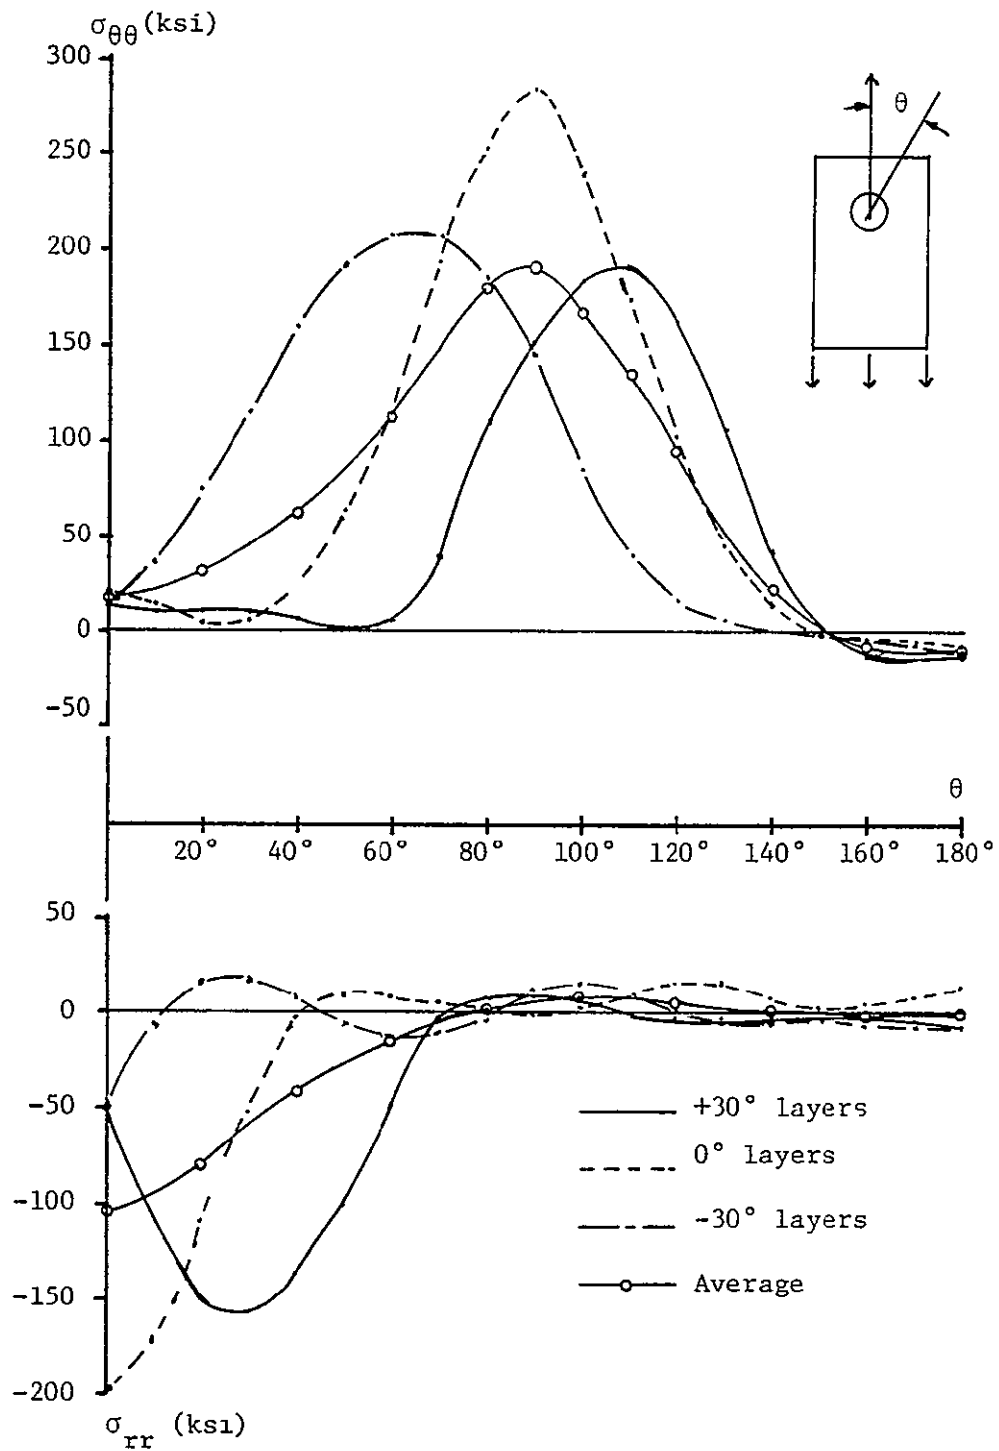 σθθ (ksi)
300
250
200
150
100
50
0
-50
θ
θ
20° 40° 60° 80° 100° 120° 140° 160° 180°
50
0
-50
-100
-150
-200
+30° layers
0° layers
-30° layers
Average
σrr (ksi)